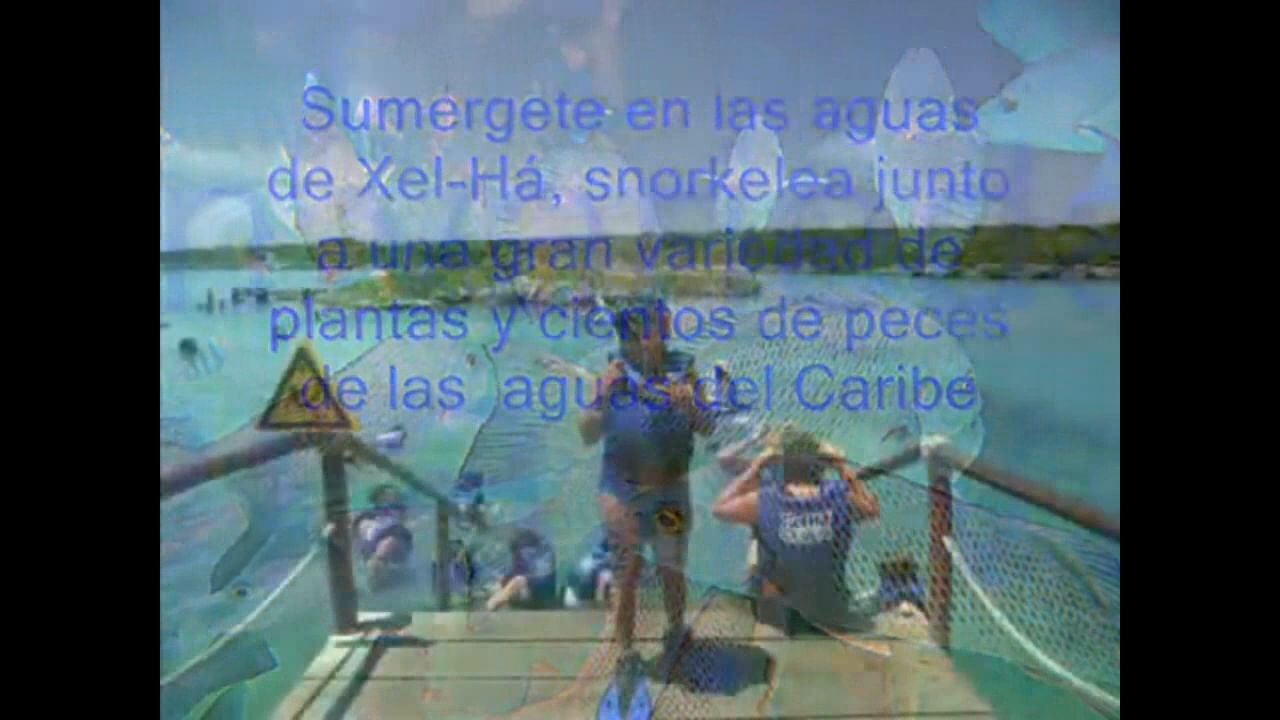 Sumérgete en las aguas
de Xel-Há, snorkelea junto
a una gran variedad de
plantas y cientos de peces
de las aguas del Caribe